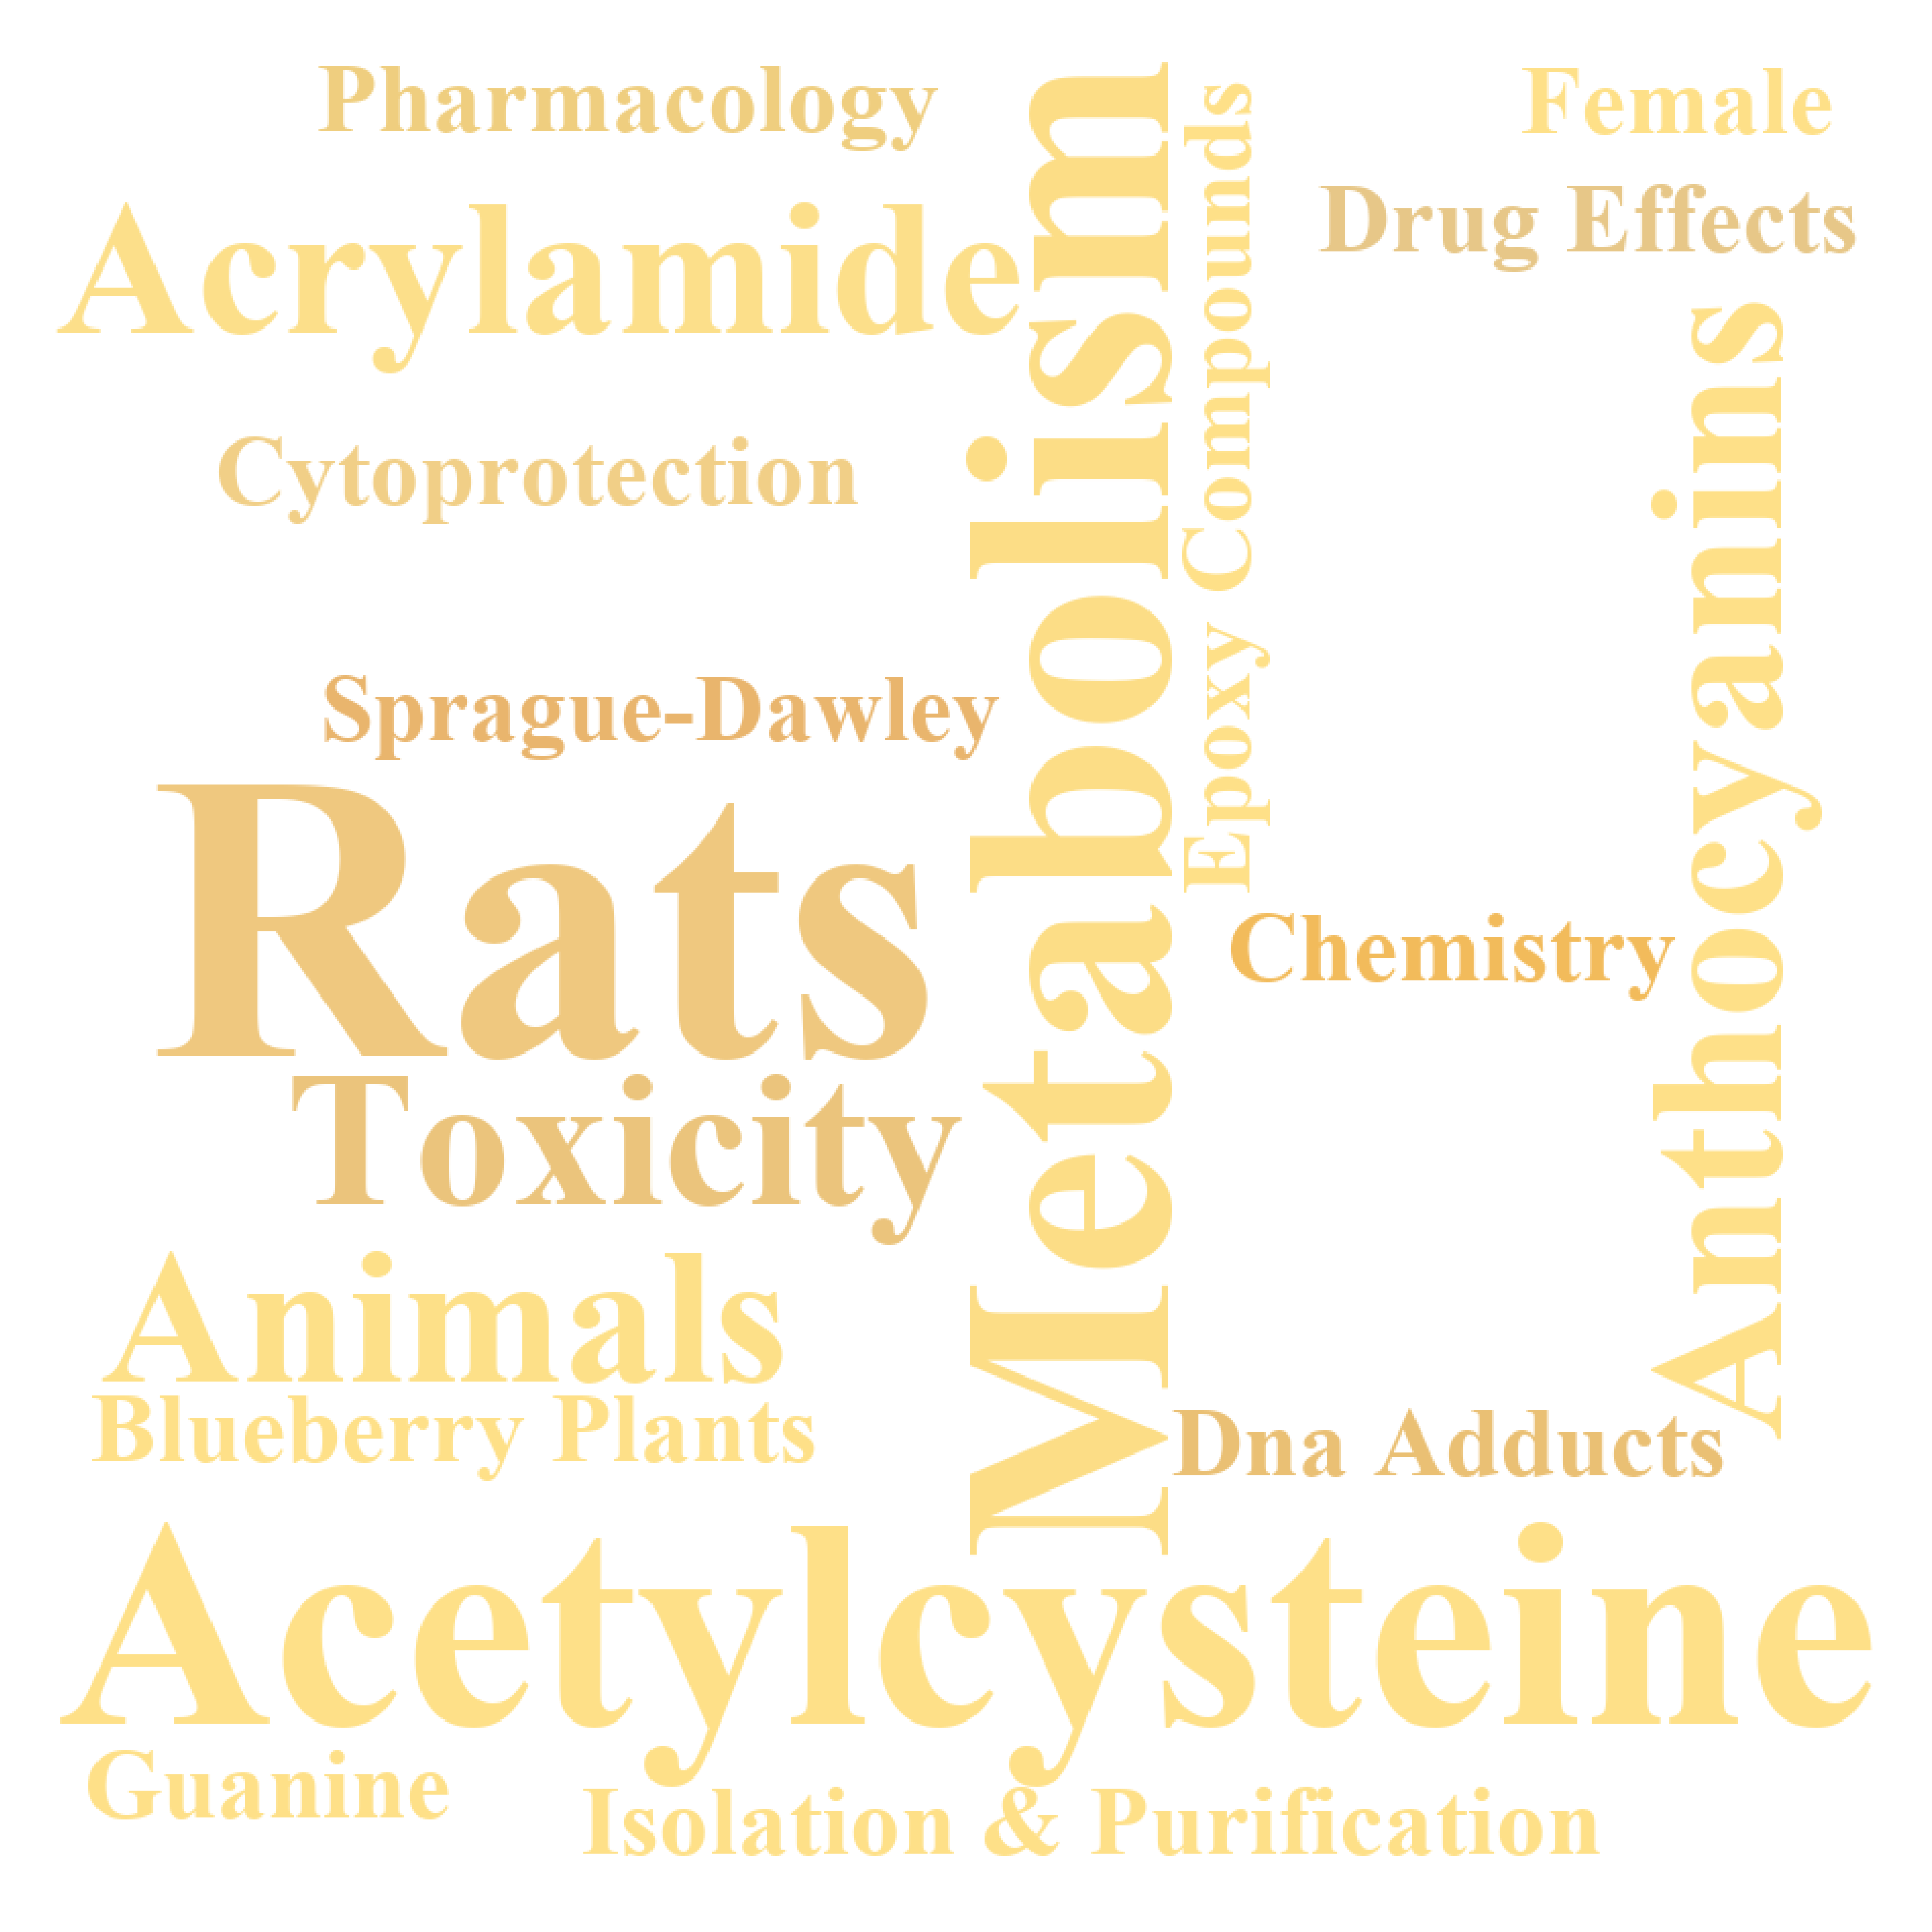 Pharmacology
Female
Acrylamide
Drug Effects
Metabolism
Epoxy Compounds
Anthocyanins
Cytoprotection
Sprague-Dawley
Rats
Chemistry
Toxicity
Animals
Blueberry Plants
Dna Adducts
Acetylcysteine
Guanine
Isolation & Purification